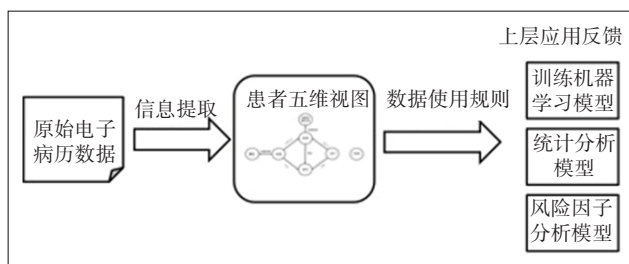 上层应用反馈
原始电子
病历数据
信息提取
患者五维视图
数据使用规则
训练机器
学习模型
统计分析
模型
风险因子
分析模型